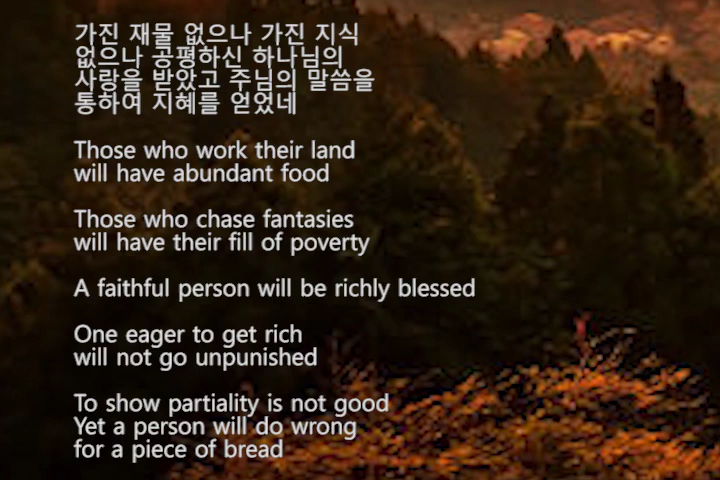 가진 재물 없으나 가진 지식
없으나 공평하신 하나님의
사랑을 받았고 주님의 말씀을
통하여 지혜를 얻었네
Those who work their land
will have abundant food
Those who chase fantasies
will have their fill of poverty
A faithful person will be richly blessed
One eager to get rich
will not go unpunished
To show partiality is not good
Yet a person will do wrong
for a piece of bread